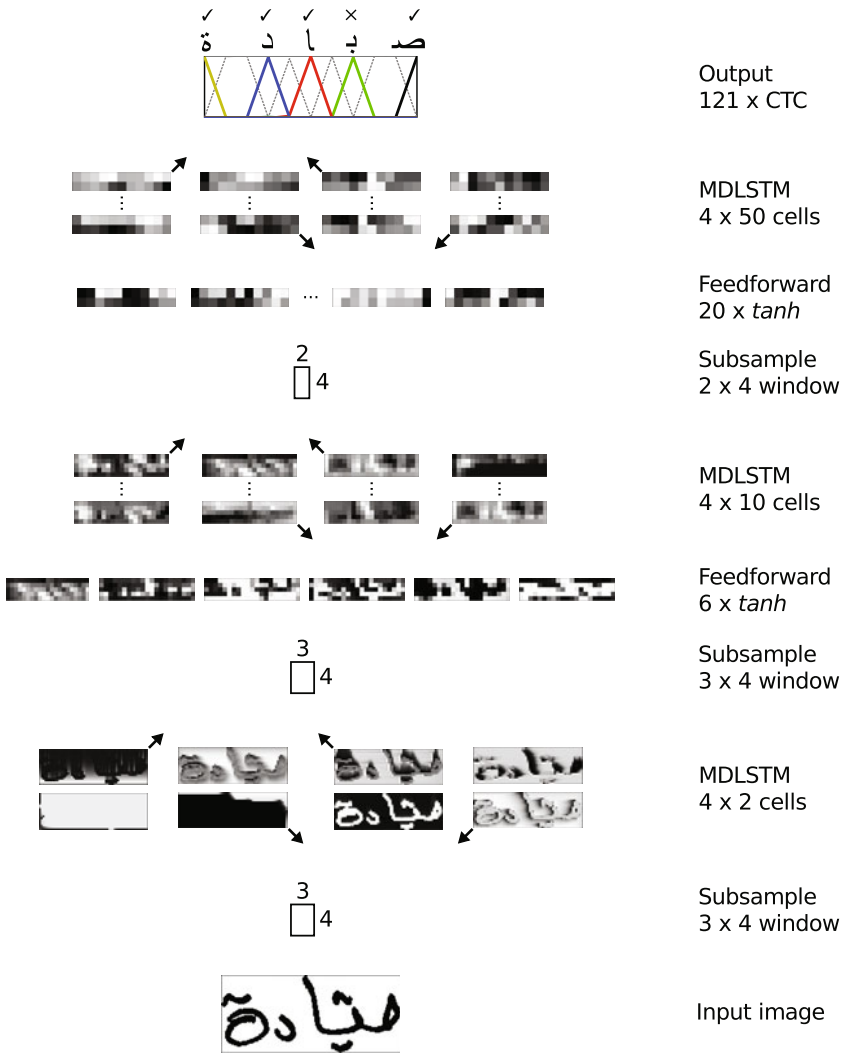 ✓ ✓ ✓ × ✓
صـ بـ ا د ة
Output
121 x CTC
MDLSTM
4 x 50 cells
...
Feedforward
20 x tanh
2
4
Subsample
2 x 4 window
MDLSTM
4 x 10 cells
Feedforward
6 x tanh
3
4
Subsample
3 x 4 window
MDLSTM
4 x 2 cells
3
4
Subsample
3 x 4 window
Input image